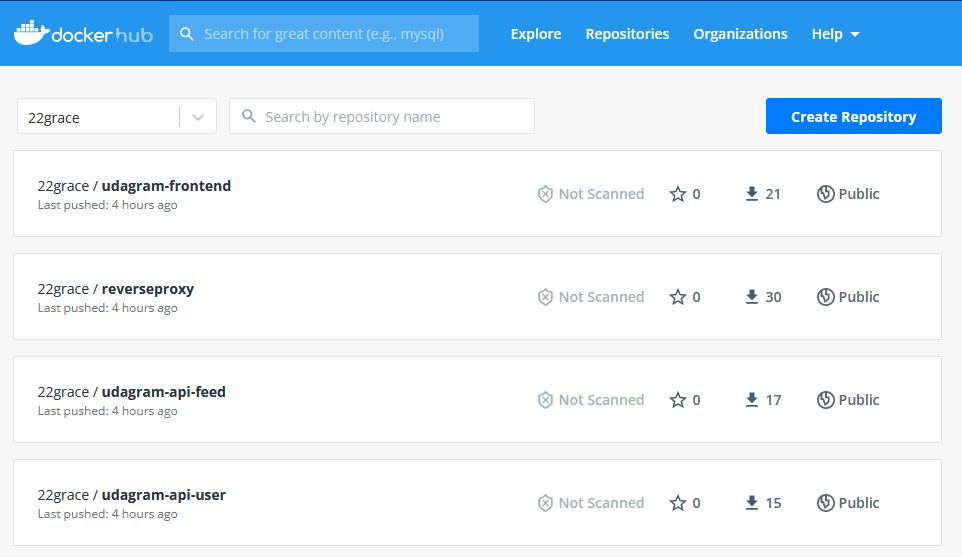 docker hub Search for great content (e.g., mysql) Explore Repositories Organizations Help
22grace Search by repository name Create Repository
22grace / udagram-frontend Not Scanned 0 21 Public
Last pushed: 4 hours ago
22grace / reverseproxy Not Scanned 0 30 Public
Last pushed: 4 hours ago
22grace / udagram-api-feed Not Scanned 0 17 Public
Last pushed: 4 hours ago
22grace / udagram-api-user Not Scanned 0 15 Public
Last pushed: 4 hours ago